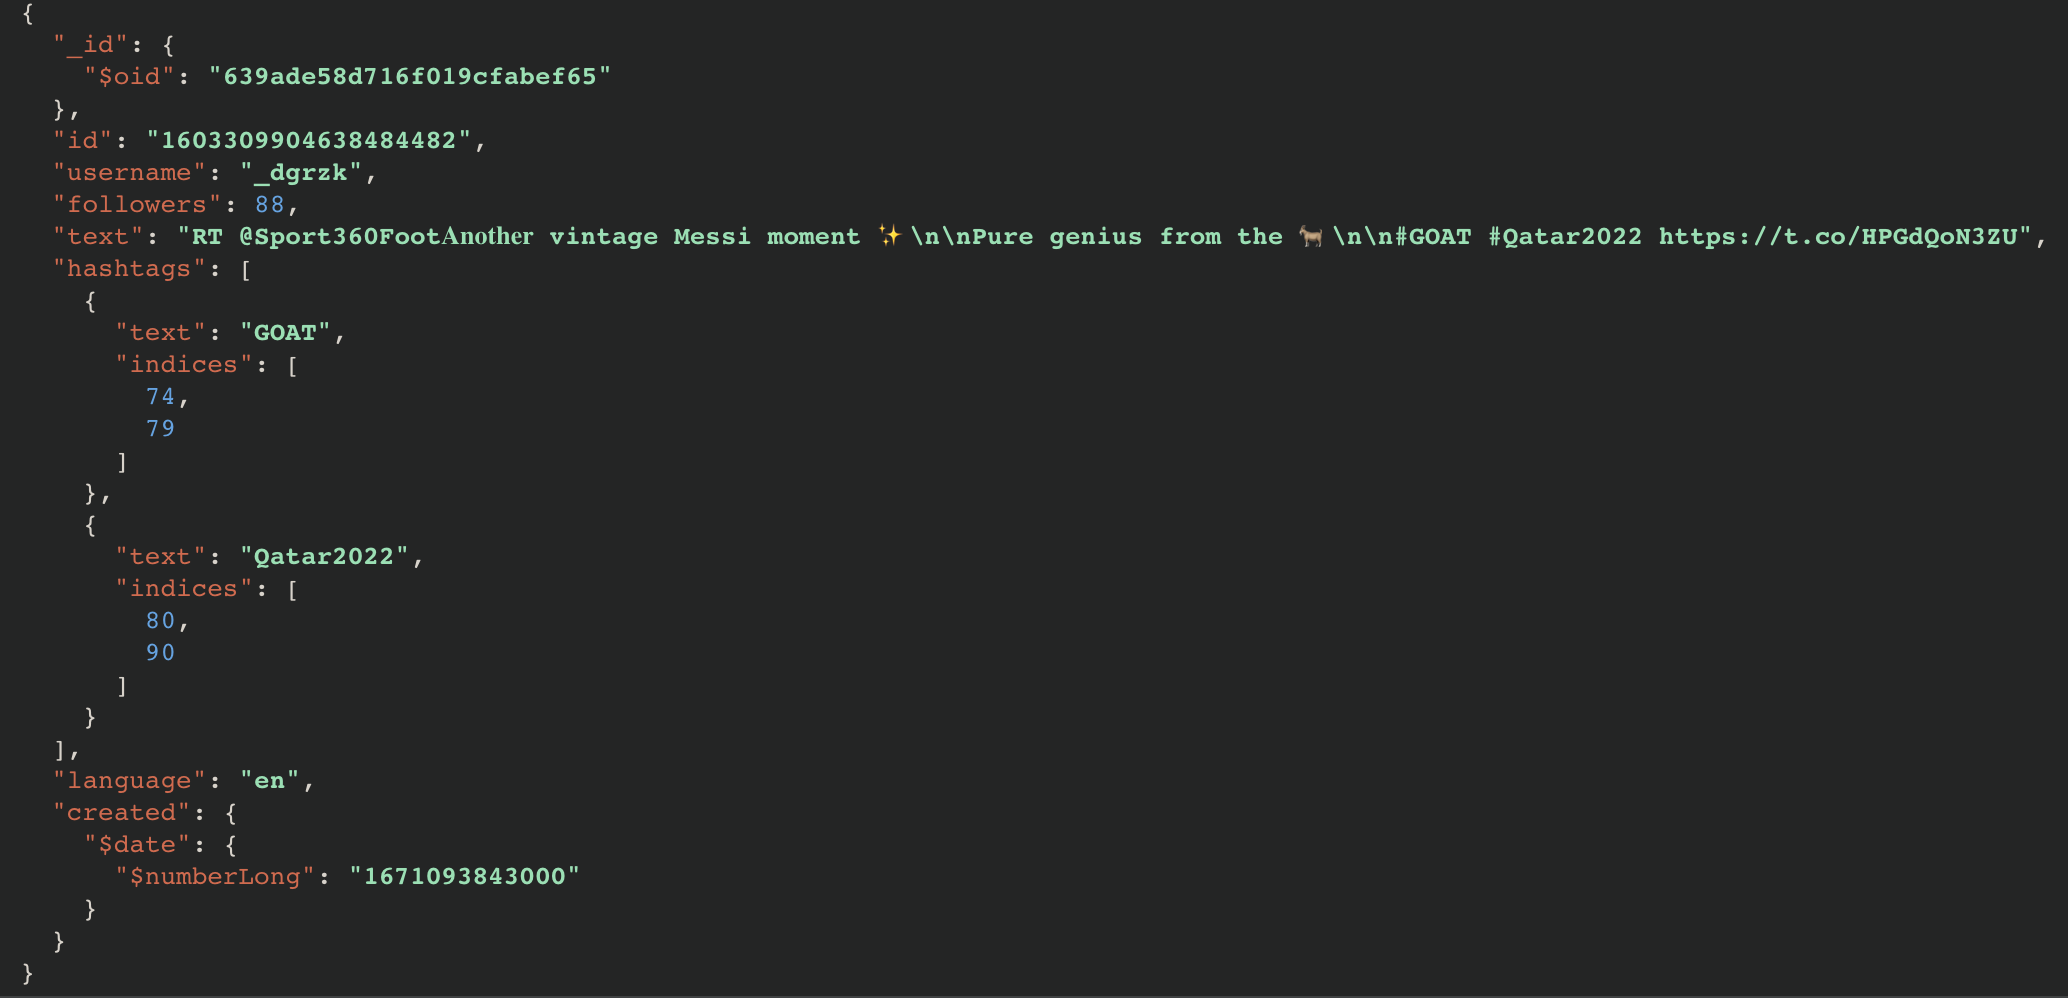 {
  "_id": {
    "$oid": "639ade58d716f019cfabef65"
  },
  "id": "1603309904638484482",
  "username": "_dgrzk",
  "followers": 88,
  "text": "RT @Sport360FootAnother vintage Messi moment ✨\n\nPure genius from the 🐐\n\n#GOAT #Qatar2022 https://t.co/HPGdQoN3ZU",
  "hashtags": [
    {
      "text": "GOAT",
      "indices": [
        74,
        79
      ]
    },
    {
      "text": "Qatar2022",
      "indices": [
        80,
        90
      ]
    }
  ],
  "language": "en",
  "created": {
    "$date": {
      "$numberLong": "1671093843000"
    }
  }
}